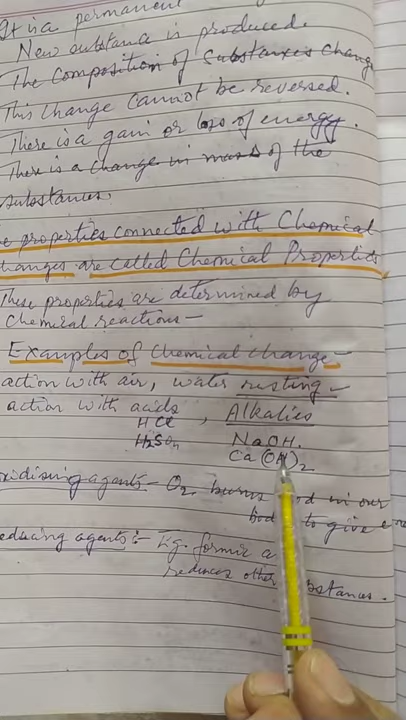 It is a permanent
New substance is produced.
The Composition of Substances change
This change cannot be reversed.
There is a gain or loss of energy.
There is a change in mass of the
substances.
e properties connected with Chemical
hanges are called Chemical Properties
These properties are determined by
chemical reactions –
Examples of Chemical change –
action with air, water rusting –
action with acids , Alkalies
HCl NaOH.
H2SO4 Ca(OH)2
oxidising agents – O2 burns od in our
bod to give e
educing agents :- Eg. formic a
reduces other substances.